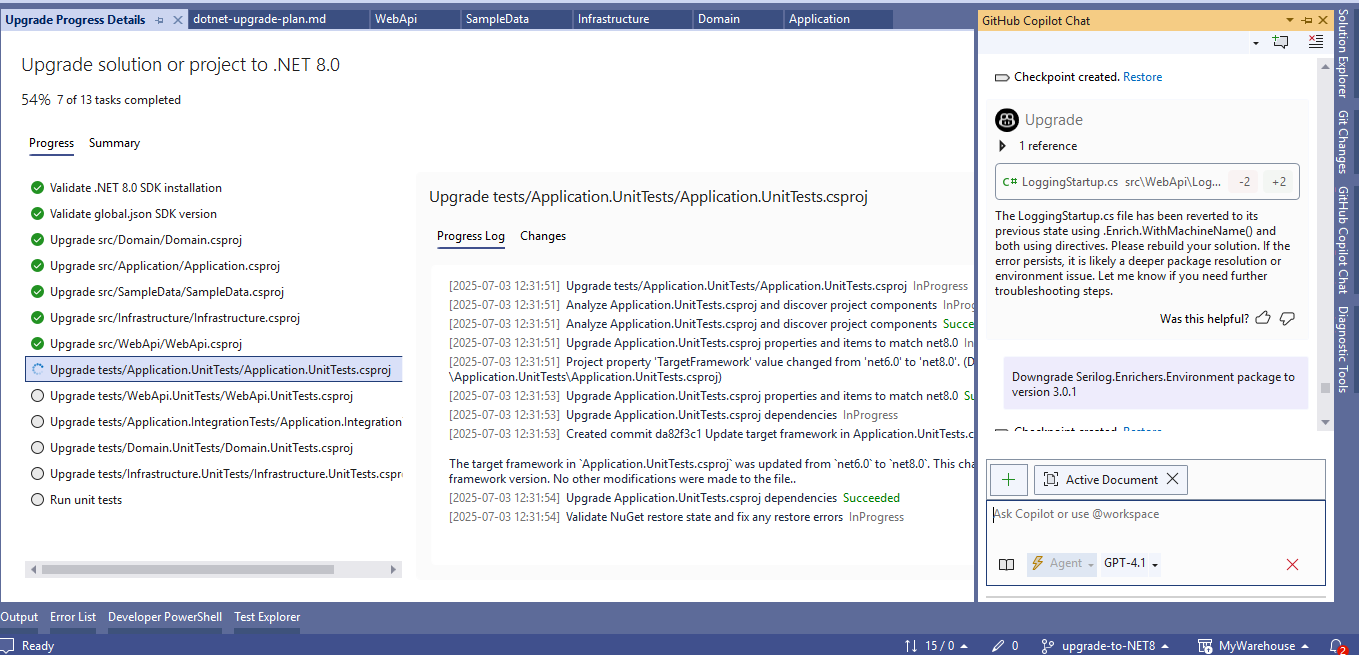 Upgrade Progress Details
dotnet-upgrade-plan.md
WebApi
SampleData
Infrastructure
Domain
Application
Upgrade solution or project to .NET 8.0
54% 7 of 13 tasks completed
Progress Summary
Validate .NET 8.0 SDK installation
Validate global.json SDK version
Upgrade src/Domain/Domain.csproj
Upgrade src/Application/Application.csproj
Upgrade src/SampleData/SampleData.csproj
Upgrade src/Infrastructure/Infrastructure.csproj
Upgrade src/WebApi/WebApi.csproj
Upgrade tests/Application.UnitTests/Application.UnitTests.csproj
Upgrade tests/WebApi.UnitTests/WebApi.UnitTests.csproj
Upgrade tests/Application.IntegrationTests/Application.Integration
Upgrade tests/Domain.UnitTests/Domain.UnitTests.csproj
Upgrade tests/Infrastructure.UnitTests/Infrastructure.UnitTests.cspr
Run unit tests
Upgrade tests/Application.UnitTests/Application.UnitTests.csproj
Progress Log Changes
[2025-07-03 12:31:51] Upgrade tests/Application.UnitTests/Application.UnitTests.csproj InProgress
[2025-07-03 12:31:51] Analyze Application.UnitTests.csproj and discover project components InProg
[2025-07-03 12:31:51] Analyze Application.UnitTests.csproj and discover project components Succe
[2025-07-03 12:31:51] Upgrade Application.UnitTests.csproj properties and items to match net8.0 In
[2025-07-03 12:31:51] Project property 'TargetFramework' value changed from 'net6.0' to 'net8.0'. (D
\Application.UnitTests\Application.UnitTests.csproj)
[2025-07-03 12:31:53] Upgrade Application.UnitTests.csproj properties and items to match net8.0 Su
[2025-07-03 12:31:53] Upgrade Application.UnitTests.csproj dependencies InProgress
[2025-07-03 12:31:53] Created commit da82f3c1 Update target framework in Application.UnitTests.c
The target framework in `Application.UnitTests.csproj` was updated from `net6.0` to `net8.0`. This cha
framework version. No other modifications were made to the file..
[2025-07-03 12:31:54] Upgrade Application.UnitTests.csproj dependencies Succeeded
[2025-07-03 12:31:54] Validate NuGet restore state and fix any restore errors InProgress
GitHub Copilot Chat
Checkpoint created. Restore
Upgrade
1 reference
C# LoggingStartup.cs src\WebApi\Log... -2 +2
The LoggingStartup.cs file has been reverted to its
previous state using .Enrich.WithMachineName() and
both using directives. Please rebuild your solution. If the
error persists, it is likely a deeper package resolution or
environment issue. Let me know if you need further
troubleshooting steps.
Was this helpful?
Downgrade Serilog.Enrichers.Environment package to
version 3.0.1
Checkpoint created. Restore
Active Document
Ask Copilot or use @workspace
Agent GPT-4.1
Solution Explorer
Git Changes
GitHub Copilot Chat
Diagnostic Tools
Output Error List Developer PowerShell Test Explorer
Ready
15 / 0
0
upgrade-to-NET8
MyWarehouse
2